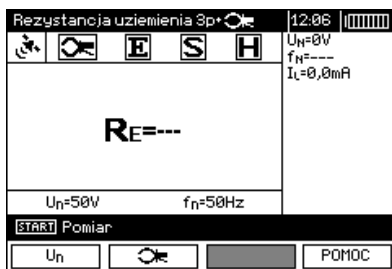 Rezystancja uziemienia 3p+ 12:06
E S H
UN=0V
fN=---
IL=0,0mA
RE=---
Un=50V fn=50Hz
START Pomiar
Un POMOC